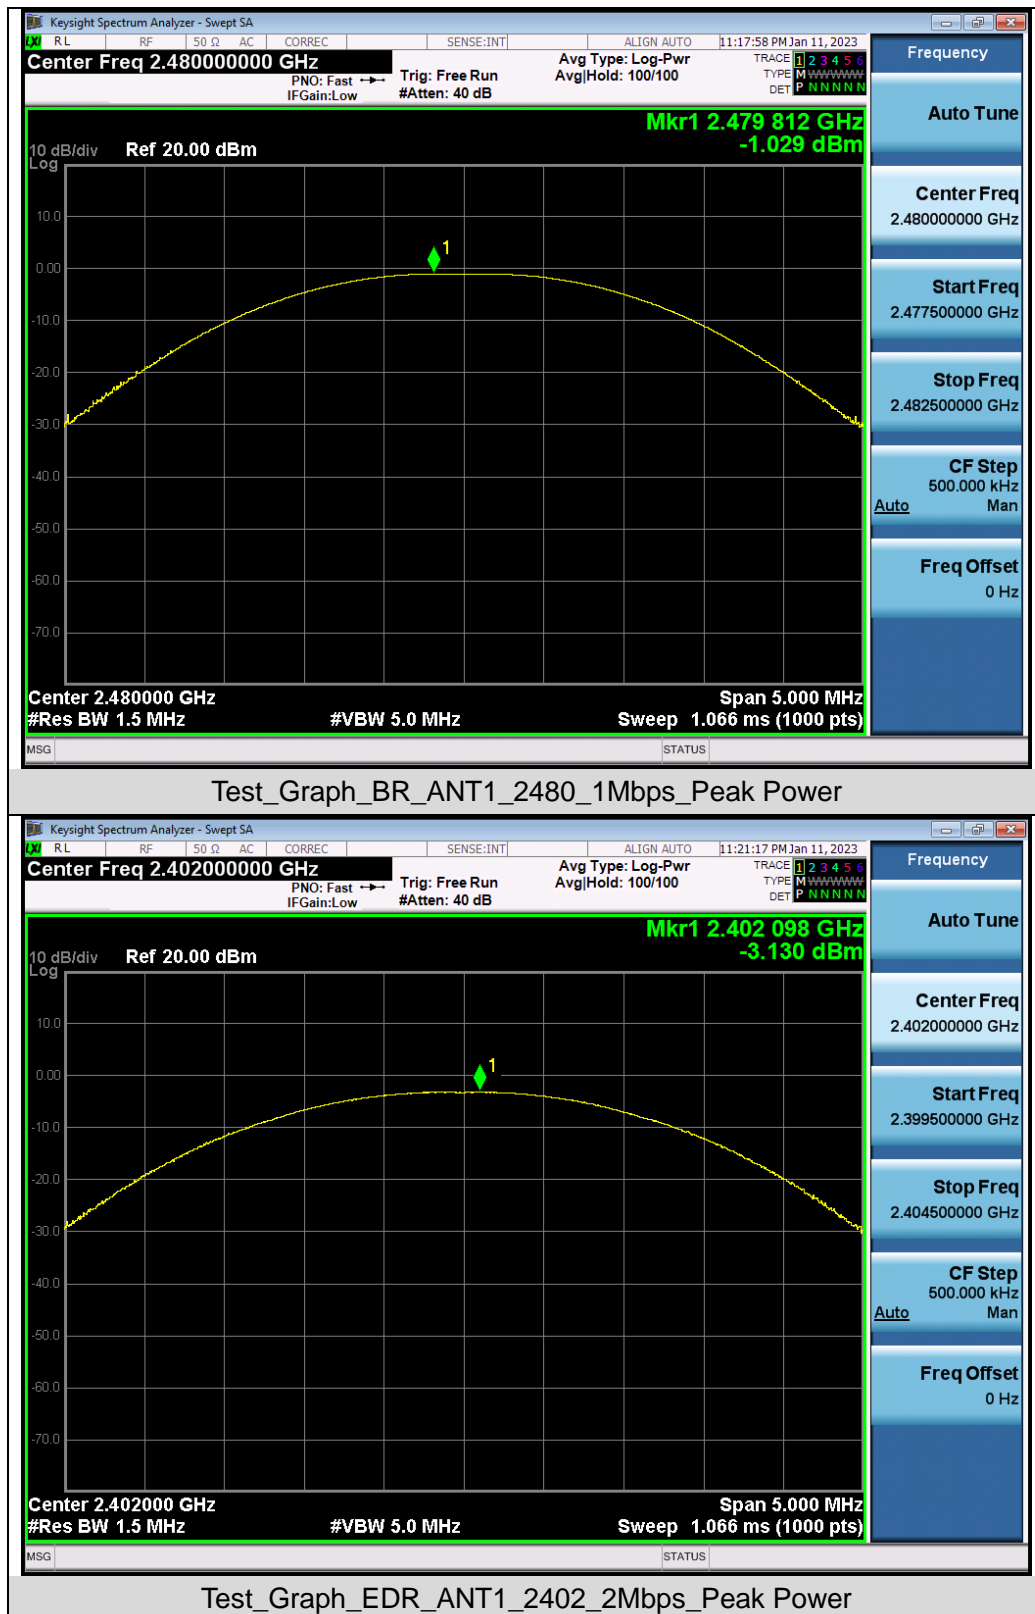 Keysight Spectrum Analyzer - Swept SA
LXI RL RF 50 Ω AC CORREC SENSE:INT ALIGN AUTO 11:17:58 PM Jan 11, 2023
Center Freq 2.480000000 GHz
PNO: Fast
IFGain:Low
Trig: Free Run
#Atten: 40 dB
Avg Type: Log-Pwr
Avg|Hold: 100/100
TRACE 1 2 3 4 5 6
TYPE M WWWWW
DET P N N N N N
Mkr1 2.479 812 GHz
-1.029 dBm
10 dB/div Ref 20.00 dBm
Log
10.0
1
0.00
-10.0
-20.0
-30.0
-40.0
-50.0
-60.0
-70.0
Center 2.480000 GHz Span 5.000 MHz
#Res BW 1.5 MHz #VBW 5.0 MHz Sweep 1.066 ms (1000 pts)
MSG STATUS
Frequency
Auto Tune
Center Freq
2.480000000 GHz
Start Freq
2.477500000 GHz
Stop Freq
2.482500000 GHz
CF Step
500.000 kHz
Auto Man
Freq Offset
0 Hz
Test_Graph_BR_ANT1_2480_1Mbps_Peak Power
Keysight Spectrum Analyzer - Swept SA
LXI RL RF 50 Ω AC CORREC SENSE:INT ALIGN AUTO 11:21:17 PM Jan 11, 2023
Center Freq 2.402000000 GHz
PNO: Fast
IFGain:Low
Trig: Free Run
#Atten: 40 dB
Avg Type: Log-Pwr
Avg|Hold: 100/100
TRACE 1 2 3 4 5 6
TYPE M WWWWW
DET P N N N N N
Mkr1 2.402 098 GHz
-3.130 dBm
10 dB/div Ref 20.00 dBm
Log
10.0
1
0.00
-10.0
-20.0
-30.0
-40.0
-50.0
-60.0
-70.0
Center 2.402000 GHz Span 5.000 MHz
#Res BW 1.5 MHz #VBW 5.0 MHz Sweep 1.066 ms (1000 pts)
MSG STATUS
Frequency
Auto Tune
Center Freq
2.402000000 GHz
Start Freq
2.399500000 GHz
Stop Freq
2.404500000 GHz
CF Step
500.000 kHz
Auto Man
Freq Offset
0 Hz
Test_Graph_EDR_ANT1_2402_2Mbps_Peak Power